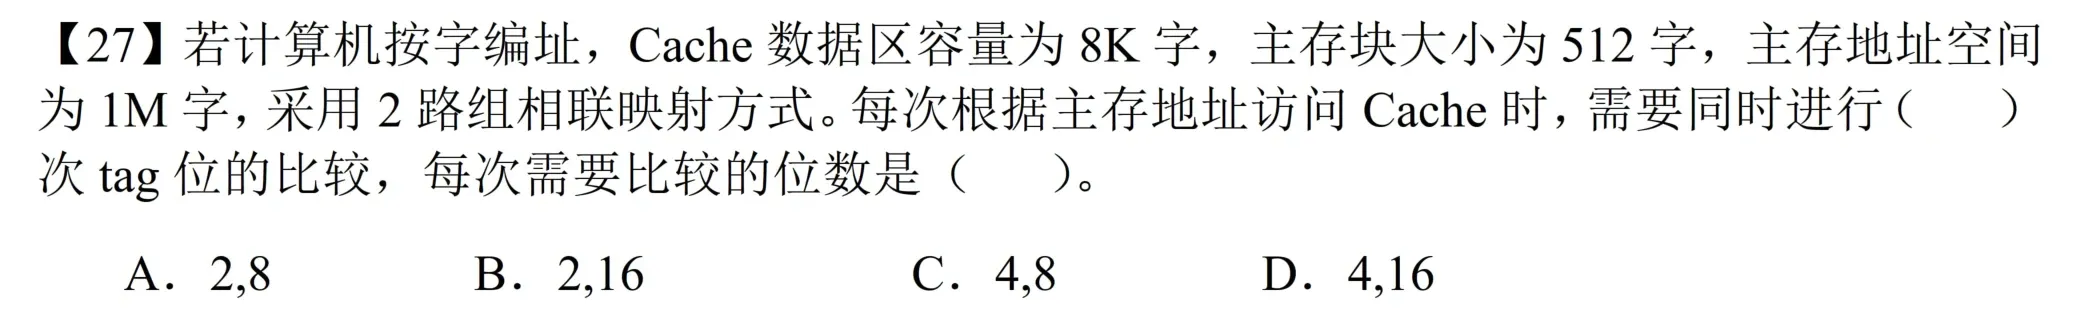 【27】若计算机按字编址，Cache 数据区容量为 8K 字，主存块大小为 512 字，主存地址空间
为 1M 字，采用 2 路组相联映射方式。每次根据主存地址访问 Cache 时，需要同时进行（ ）
次 tag 位的比较，每次需要比较的位数是（ ）。
A．2,8 B．2,16 C．4,8 D．4,16